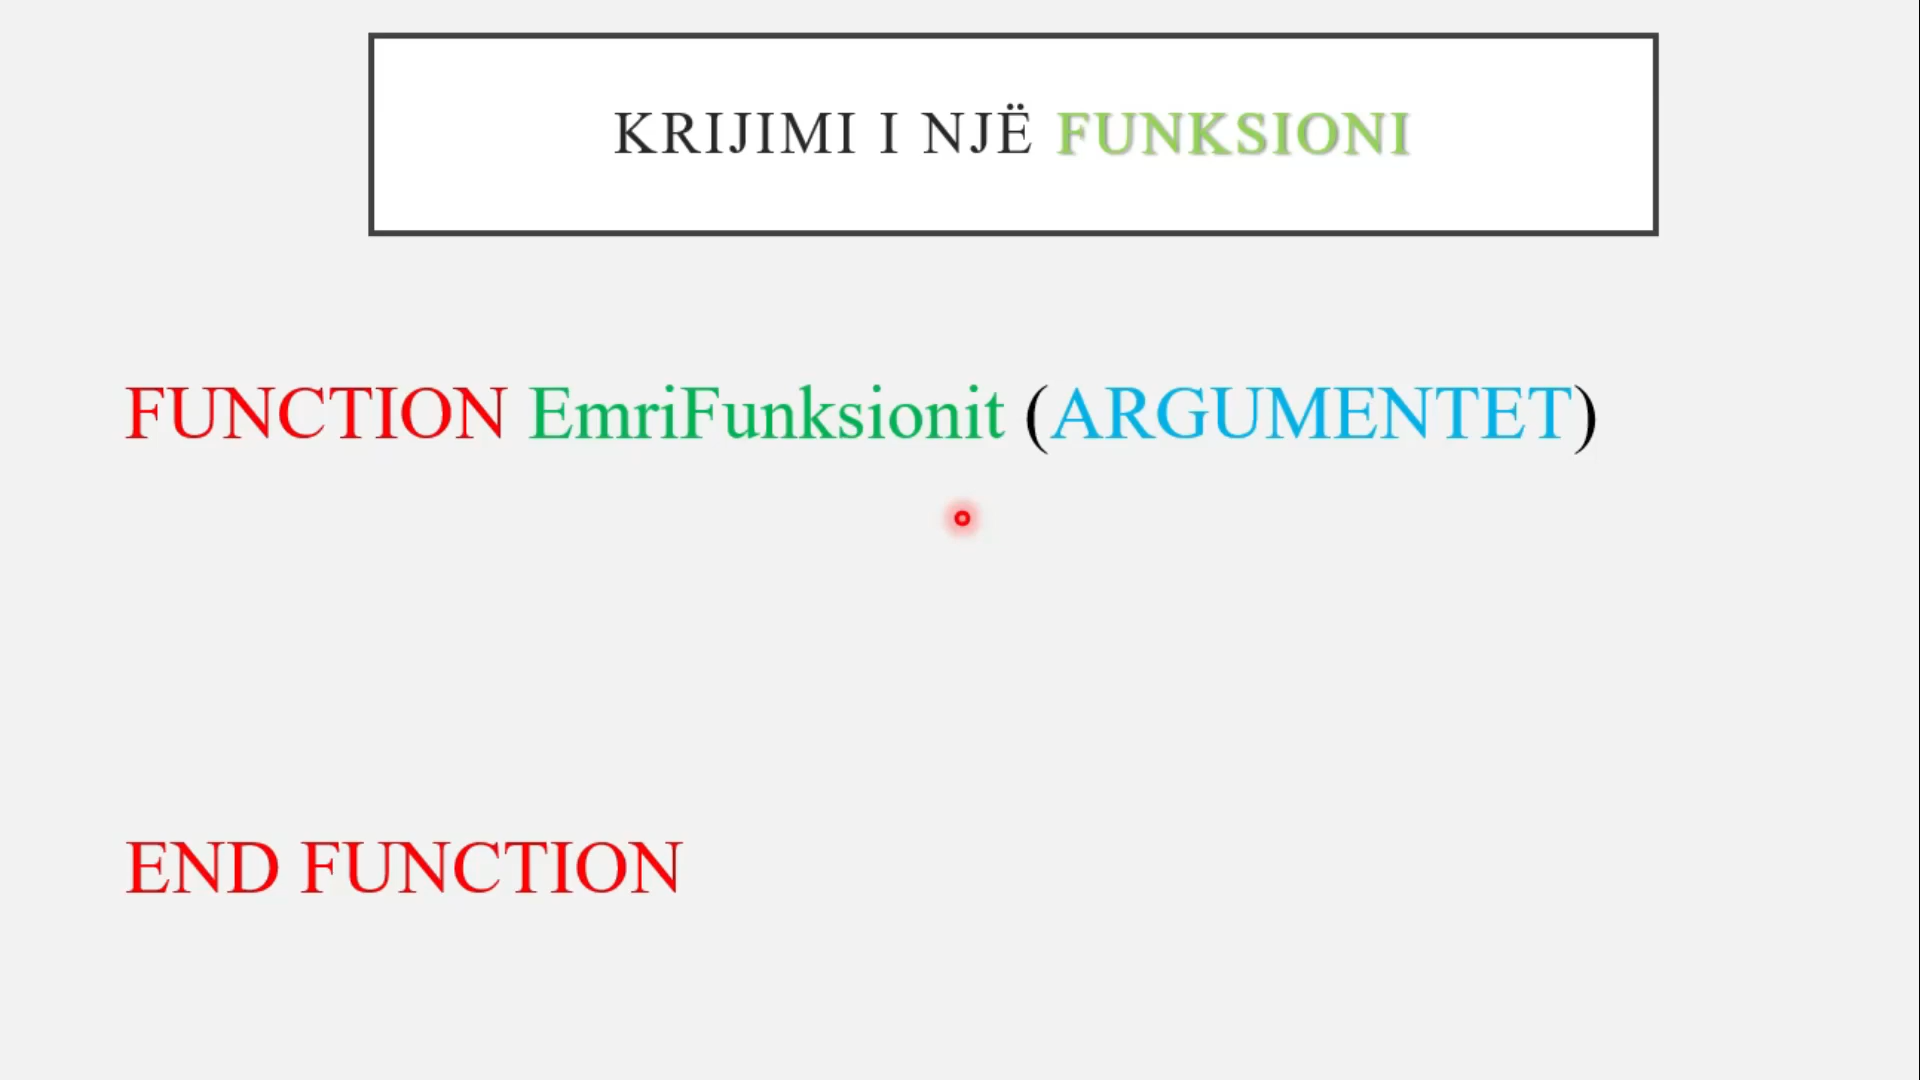 KRIJIMI I NJË FUNKSIONI
FUNCTION EmriFunksionit (ARGUMENTET)
END FUNCTION